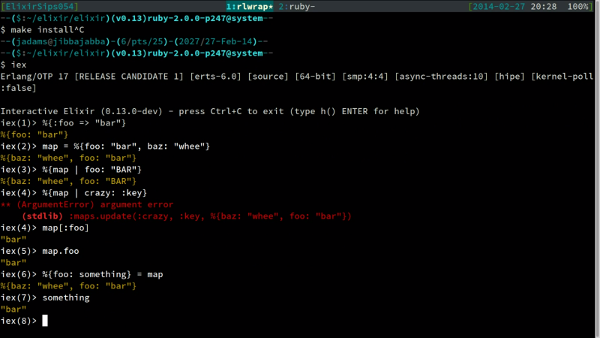 [ElixirSips054] 1:rlwrap* 2:ruby- [2014-02-27 20:28 100%]
--($:~/elixir/elixir)(v0.13)ruby-2.0.0-p247@system--
$ make install^C
--(jadams@jibbajabba)-(6/pts/25)-(2027/27-Feb-14)--
--($:~/elixir/elixir)(v0.13)ruby-2.0.0-p247@system--
$ iex
Erlang/OTP 17 [RELEASE CANDIDATE 1] [erts-6.0] [source] [64-bit] [smp:4:4] [async-threads:10] [hipe] [kernel-poll
:false]
Interactive Elixir (0.13.0-dev) - press Ctrl+C to exit (type h() ENTER for help)
iex(1)> %{:foo => "bar"}
%{foo: "bar"}
iex(2)> map = %{foo: "bar", baz: "whee"}
%{baz: "whee", foo: "bar"}
iex(3)> %{map | foo: "BAR"}
%{baz: "whee", foo: "BAR"}
iex(4)> %{map | crazy: :key}
** (ArgumentError) argument error
(stdlib) :maps.update(:crazy, :key, %{baz: "whee", foo: "bar"})
iex(4)> map[:foo]
"bar"
iex(5)> map.foo
"bar"
iex(6)> %{foo: something} = map
%{baz: "whee", foo: "bar"}
iex(7)> something
"bar"
iex(8)>